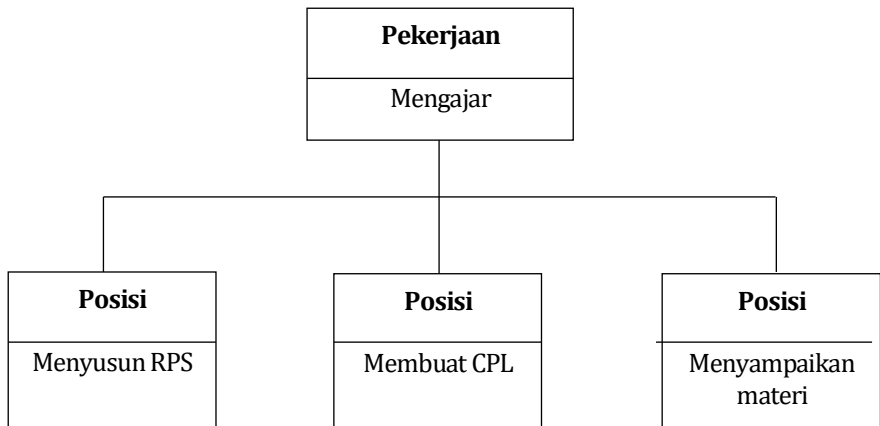 Pekerjaan
Mengajar
Posisi
Menyusun RPS
Posisi
Membuat CPL
Posisi
Menyampaikan
materi